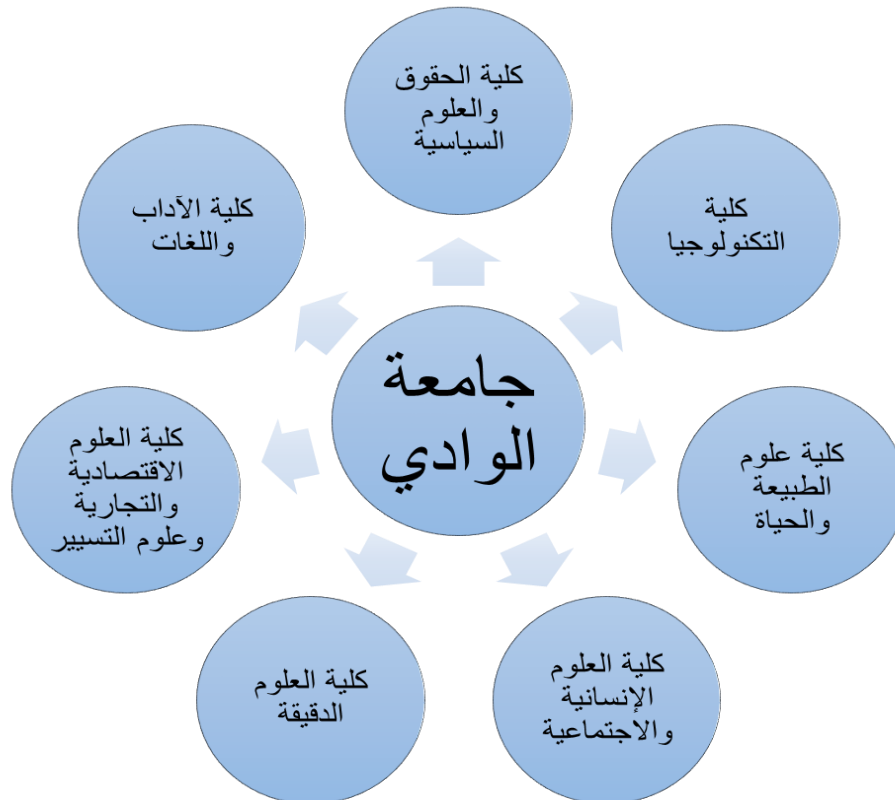 كلية الحقوق
والعلوم
السياسية
كلية
التكنولوجيا
كلية علوم
الطبيعة
والحياة
كلية العلوم
الإنسانية
والاجتماعية
كلية العلوم
الدقيقة
كلية العلوم
الاقتصادية
والتجارية
وعلوم التسيير
كلية الآداب
واللغات
جامعة
الوادي